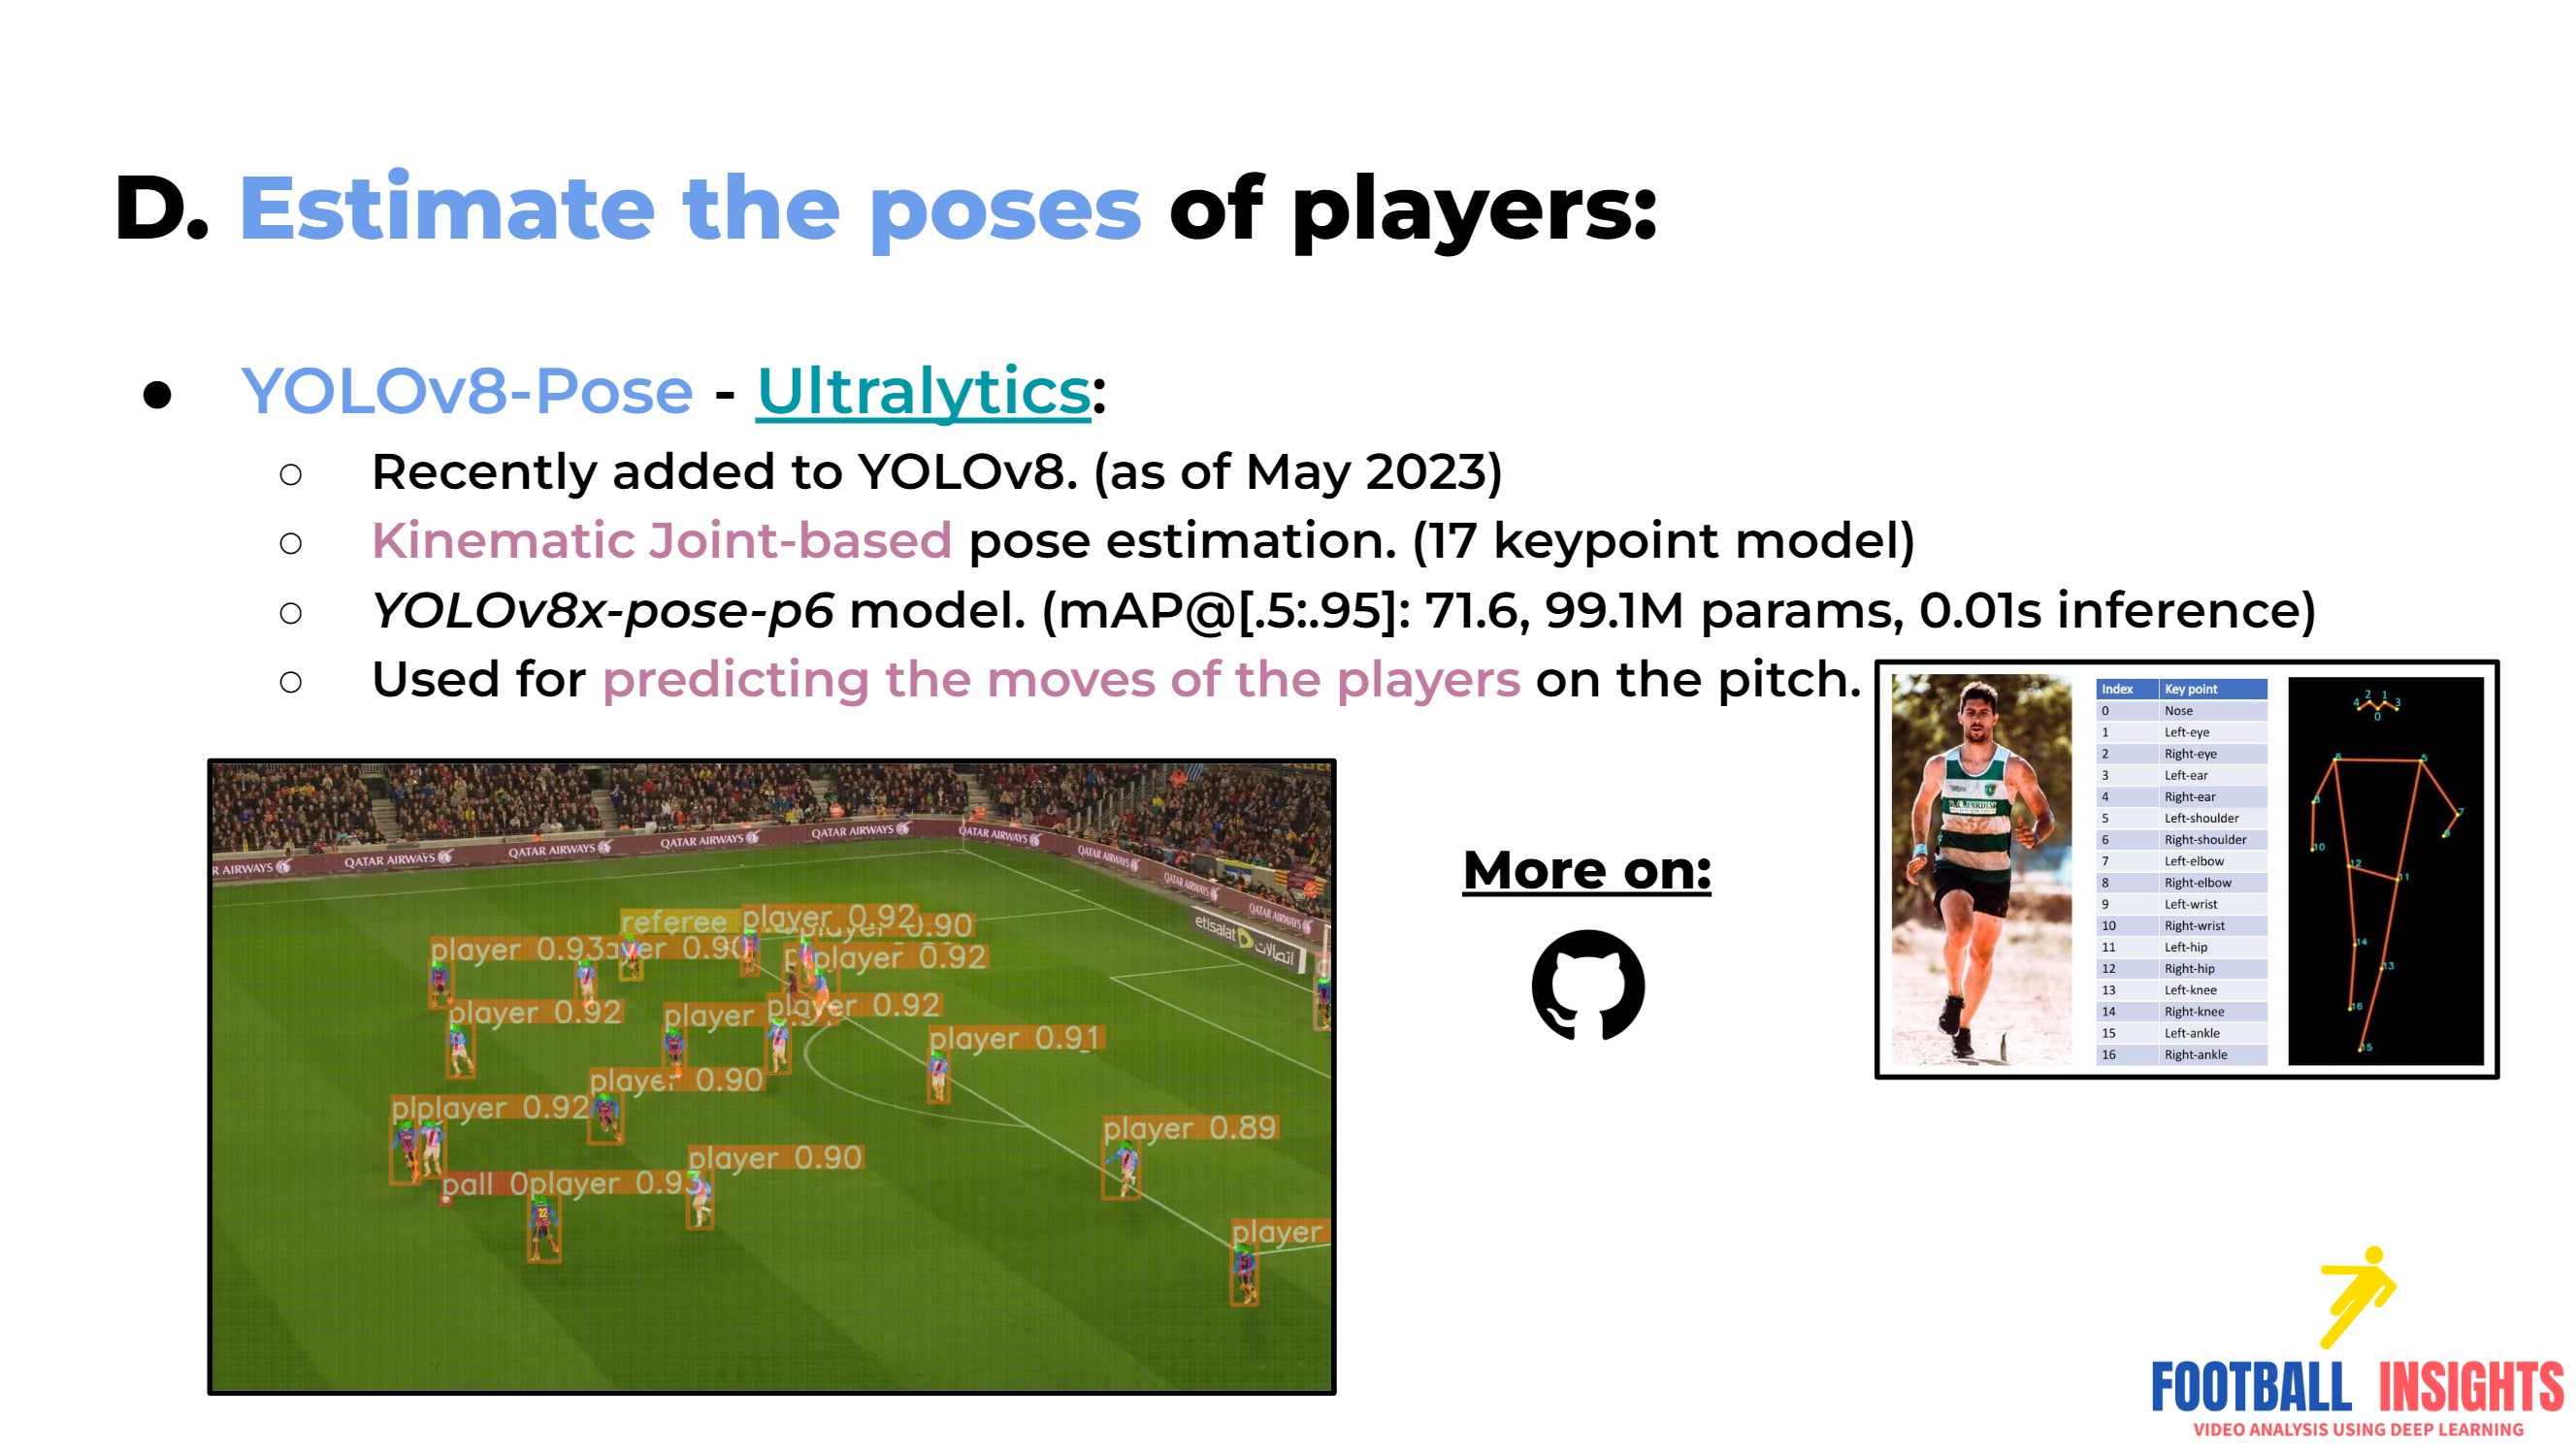 D. Estimate the poses of players:
● YOLOv8-Pose - Ultralytics:
○ Recently added to YOLOv8. (as of May 2023)
○ Kinematic Joint-based pose estimation. (17 keypoint model)
○ YOLOv8x-pose-p6 model. (mAP@[.5:.95]: 71.6, 99.1M params, 0.01s inference)
○ Used for predicting the moves of the players on the pitch.
R AIRWAYS
QATAR AIRWAYS
QATAR AIRWAYS
QATAR AIRWAYS
QATAR AIRWAYS
QATAR AIRWAYS
QATAR AIRWAYS
QATAR AIRWAYS
QATAR AIRWAYS
etisalat اتصالات
referee
player 0.92
0.90
player 0.93
player 0.92
player 0.92
player
player 0.92
player 0.91
player 0.90
player 0.92
player 0.89
player 0.90
ball 0
player 0.93
22
player
More on:
Index Key point
0 Nose
1 Left-eye
2 Right-eye
3 Left-ear
4 Right-ear
5 Left-shoulder
6 Right-shoulder
7 Left-elbow
8 Right-elbow
9 Left-wrist
10 Right-wrist
11 Left-hip
12 Right-hip
13 Left-knee
14 Right-knee
15 Left-ankle
16 Right-ankle
4 2 1 3
0
6 5
8 7
9
10
12
11
14
13
16
15
FOOTBALL INSIGHTS
VIDEO ANALYSIS USING DEEP LEARNING